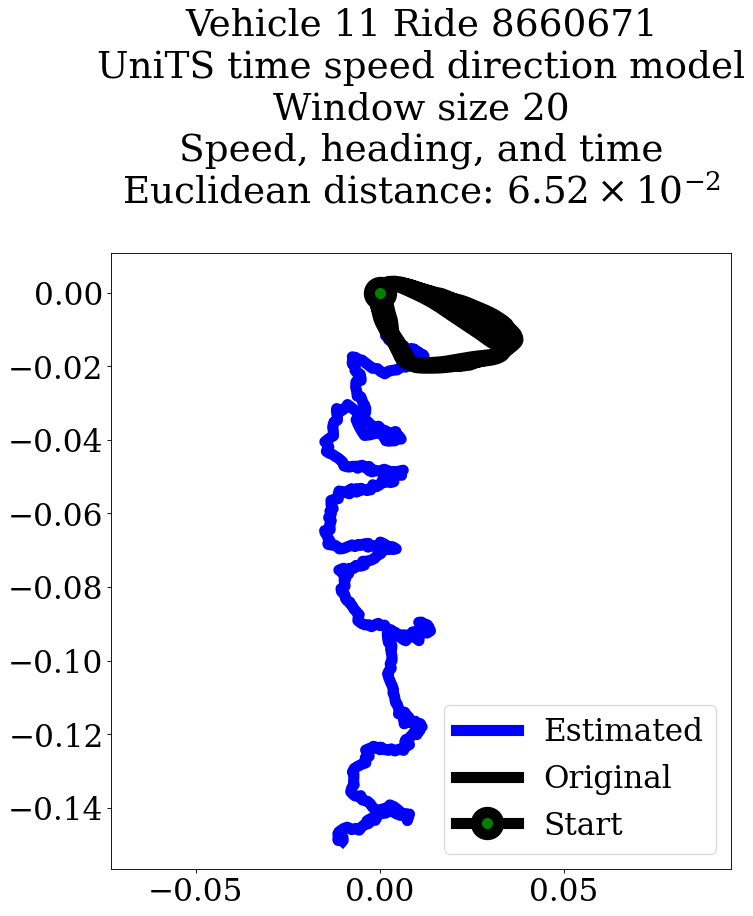 Vehicle 11 Ride 8660671
UniTS time speed direction model
Window size 20
Speed, heading, and time
Euclidean distance: 6.52 × 10⁻²
0.00
−0.02
−0.04
−0.06
−0.08
−0.10
−0.12
−0.14
−0.05
0.00
0.05
Estimated
Original
Start